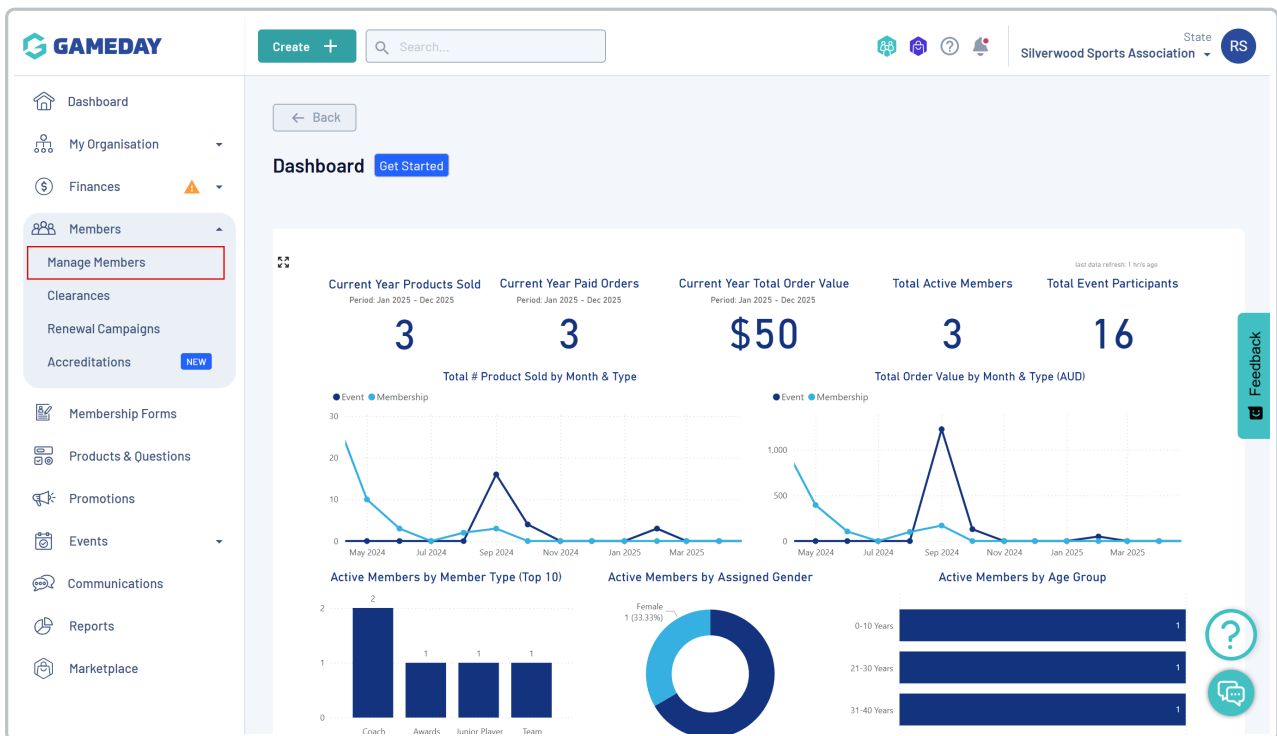 GAMEDAY
Create +
Search...
State
Silverwood Sports Association
RS
Dashboard
My Organisation
Finances
Members
Manage Members
Clearances
Renewal Campaigns
Accreditations NEW
Membership Forms
Products & Questions
Promotions
Events
Communications
Reports
Marketplace
← Back
Dashboard Get Started
last data refresh: 1 hr/s ago
Current Year Products Sold
Period: Jan 2025 - Dec 2025
3
Current Year Paid Orders
Period: Jan 2025 - Dec 2025
3
Current Year Total Order Value
Period: Jan 2025 - Dec 2025
$50
Total Active Members
3
Total Event Participants
16
Total # Product Sold by Month & Type
Event Membership
30
20
10
0
May 2024 Jul 2024 Sep 2024 Nov 2024 Jan 2025 Mar 2025
Total Order Value by Month & Type (AUD)
Event Membership
1,000
500
0
May 2024 Jul 2024 Sep 2024 Nov 2024 Jan 2025 Mar 2025
Active Members by Member Type (Top 10)
2
1
0
2 1 1 1
Coach Awards Junior Player Team
Active Members by Assigned Gender
Female
1 (33.33%)
Active Members by Age Group
0-10 Years 1
21-30 Years 1
31-40 Years 1
Feedback